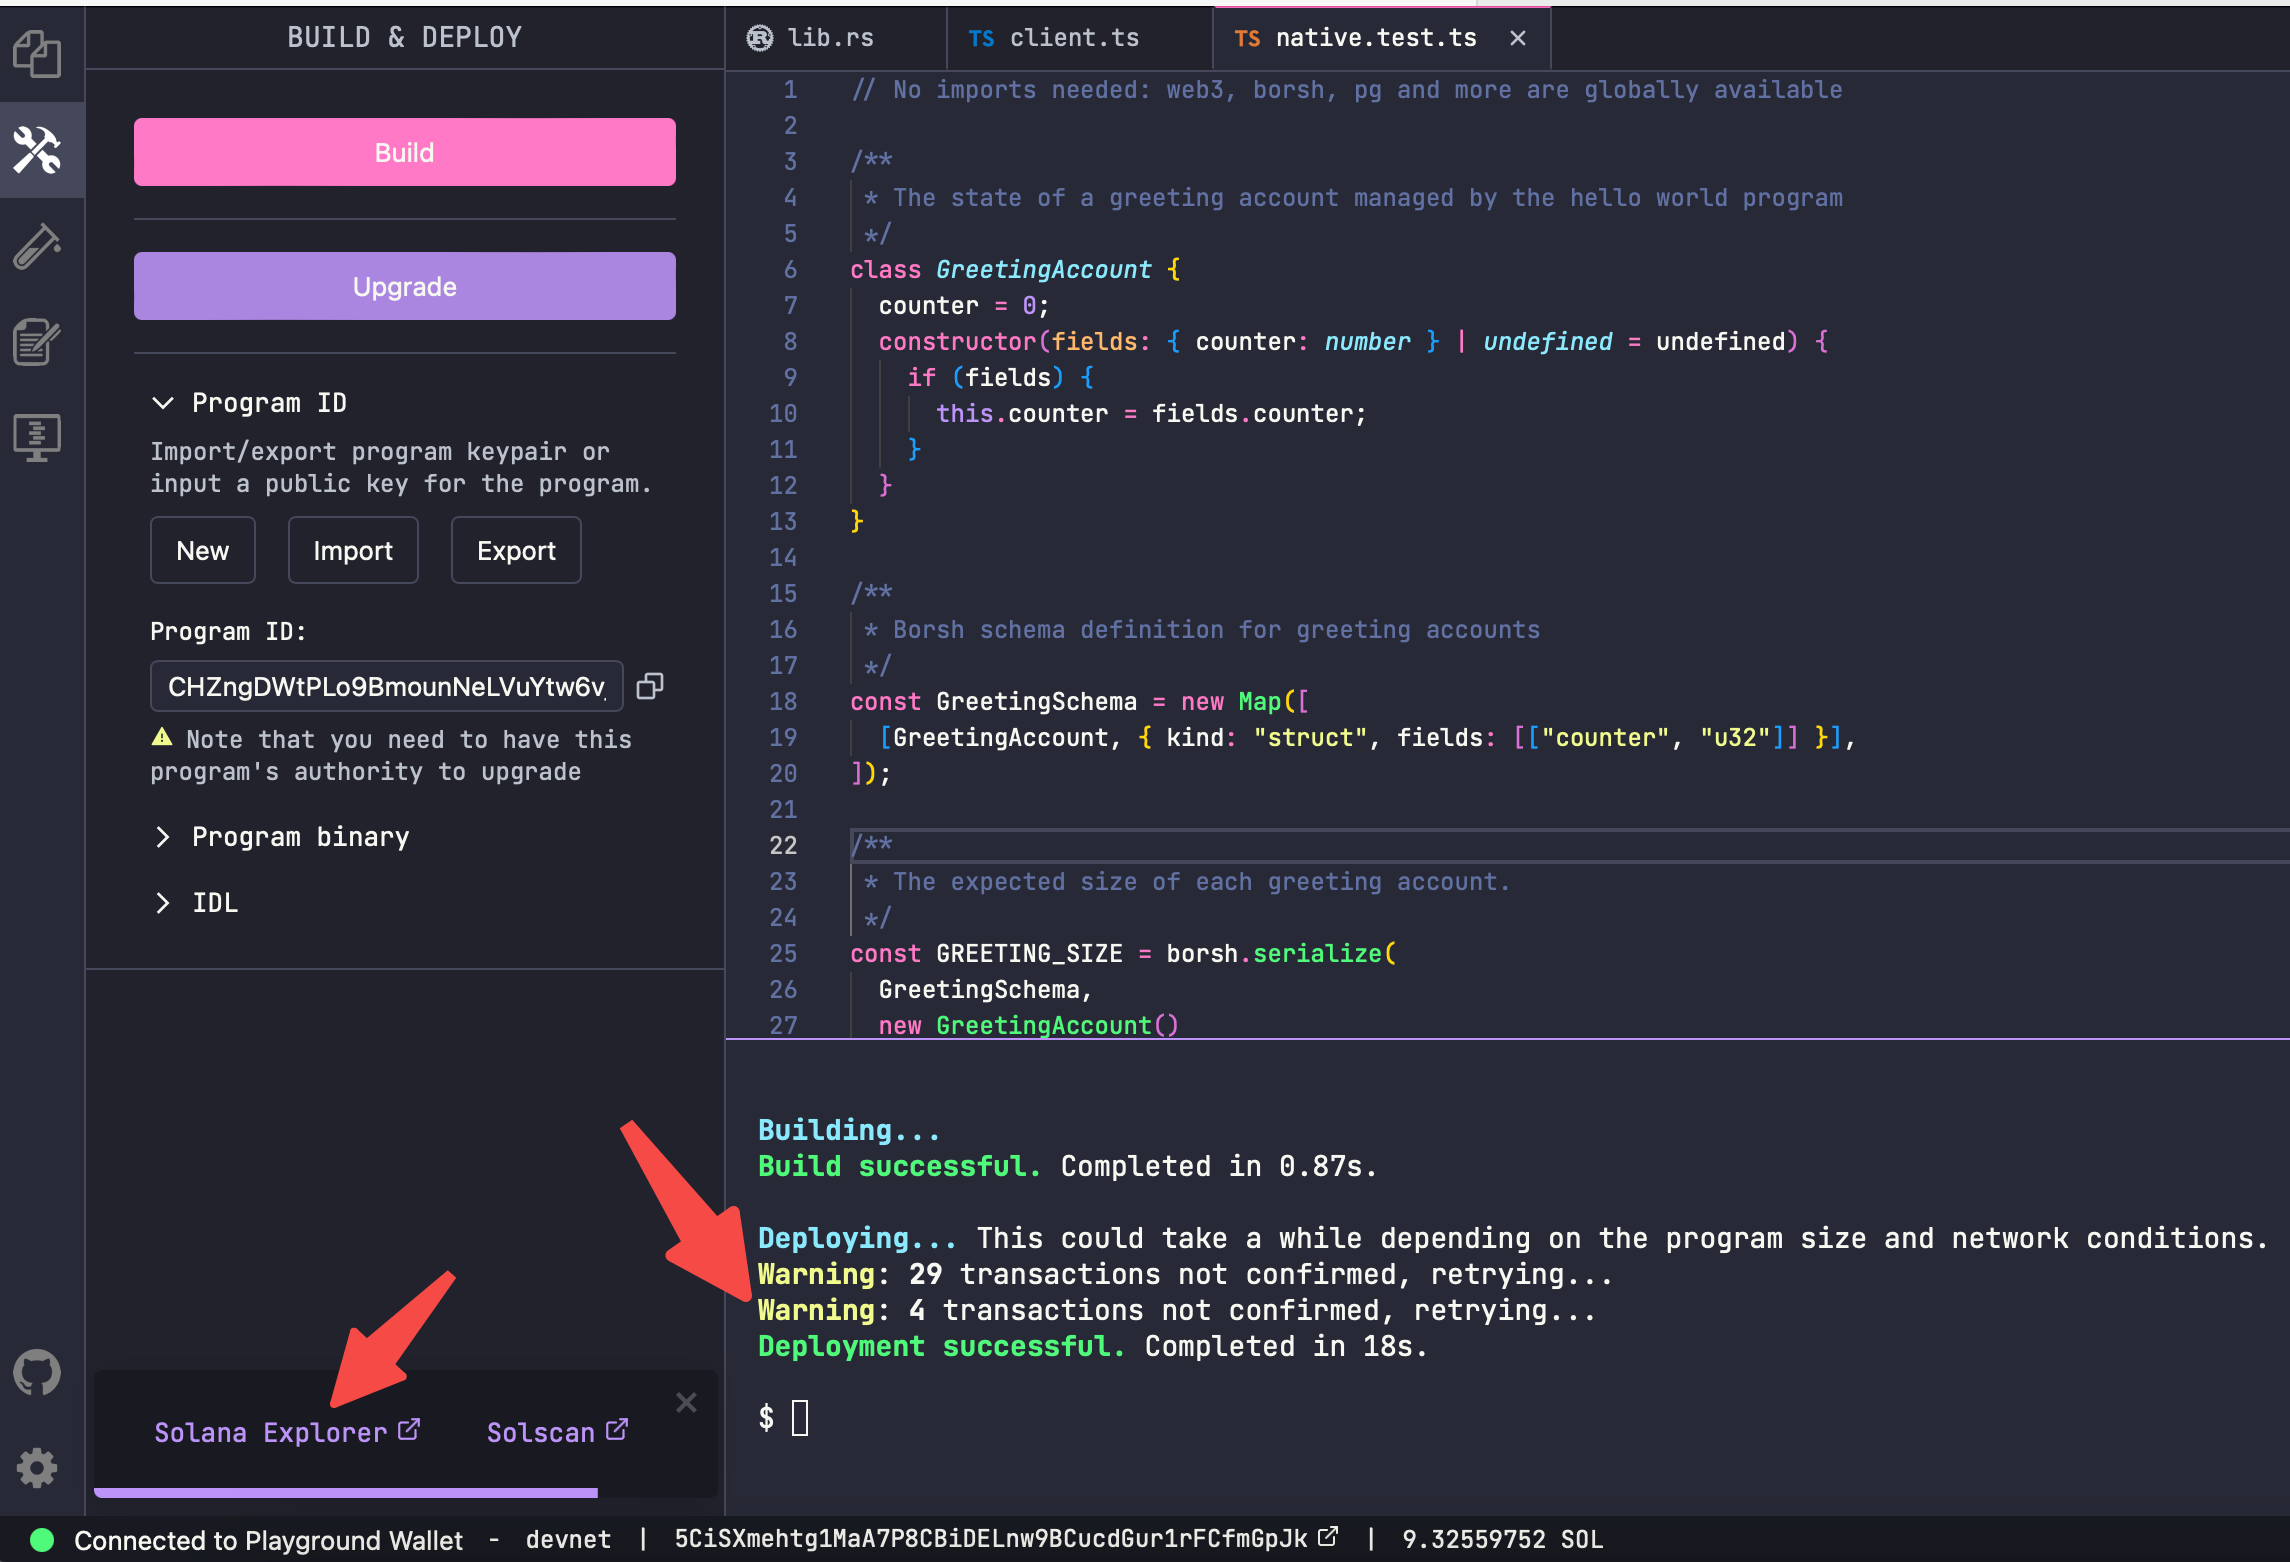 BUILD & DEPLOY
Build
Upgrade
Program ID
Import/export program keypair or
input a public key for the program.
New
Import
Export
Program ID:
CHZngDWtPLo9BmounNeLVuYtw6v
Note that you need to have this
program's authority to upgrade
Program binary
IDL
Solana Explorer
Solscan
lib.rs
TS client.ts
TS native.test.ts
1 // No imports needed: web3, borsh, pg and more are globally available
2
3 /**
4 * The state of a greeting account managed by the hello world program
5 */
6 class GreetingAccount {
7 counter = 0;
8 constructor(fields: { counter: number } | undefined = undefined) {
9 if (fields) {
10 this.counter = fields.counter;
11 }
12 }
13 }
14
15 /**
16 * Borsh schema definition for greeting accounts
17 */
18 const GreetingSchema = new Map([
19 [GreetingAccount, { kind: "struct", fields: [["counter", "u32"]] }],
20 ]);
21
22 /**
23 * The expected size of each greeting account.
24 */
25 const GREETING_SIZE = borsh.serialize(
26 GreetingSchema,
27 new GreetingAccount()
Building...
Build successful. Completed in 0.87s.
Deploying... This could take a while depending on the program size and network conditions.
Warning: 29 transactions not confirmed, retrying...
Warning: 4 transactions not confirmed, retrying...
Deployment successful. Completed in 18s.
$
Connected to Playground Wallet - devnet | 5CiSXmehtg1MaA7P8CBiDELnw9BCucdGur1rFCfmGpJk | 9.32559752 SOL